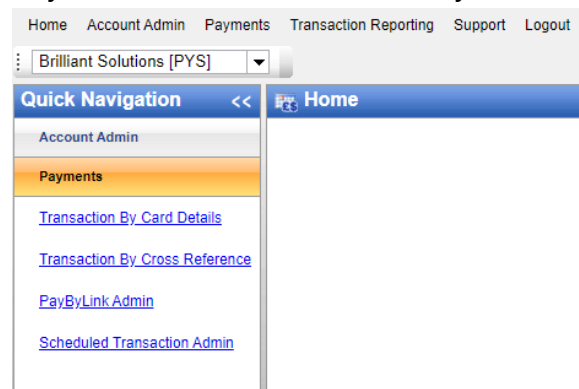 Home Account Admin Payments Transaction Reporting Support Logout
Brilliant Solutions [PYS]
Quick Navigation << Home
Account Admin
Payments
Transaction By Card Details
Transaction By Cross Reference
PayByLink Admin
Scheduled Transaction Admin